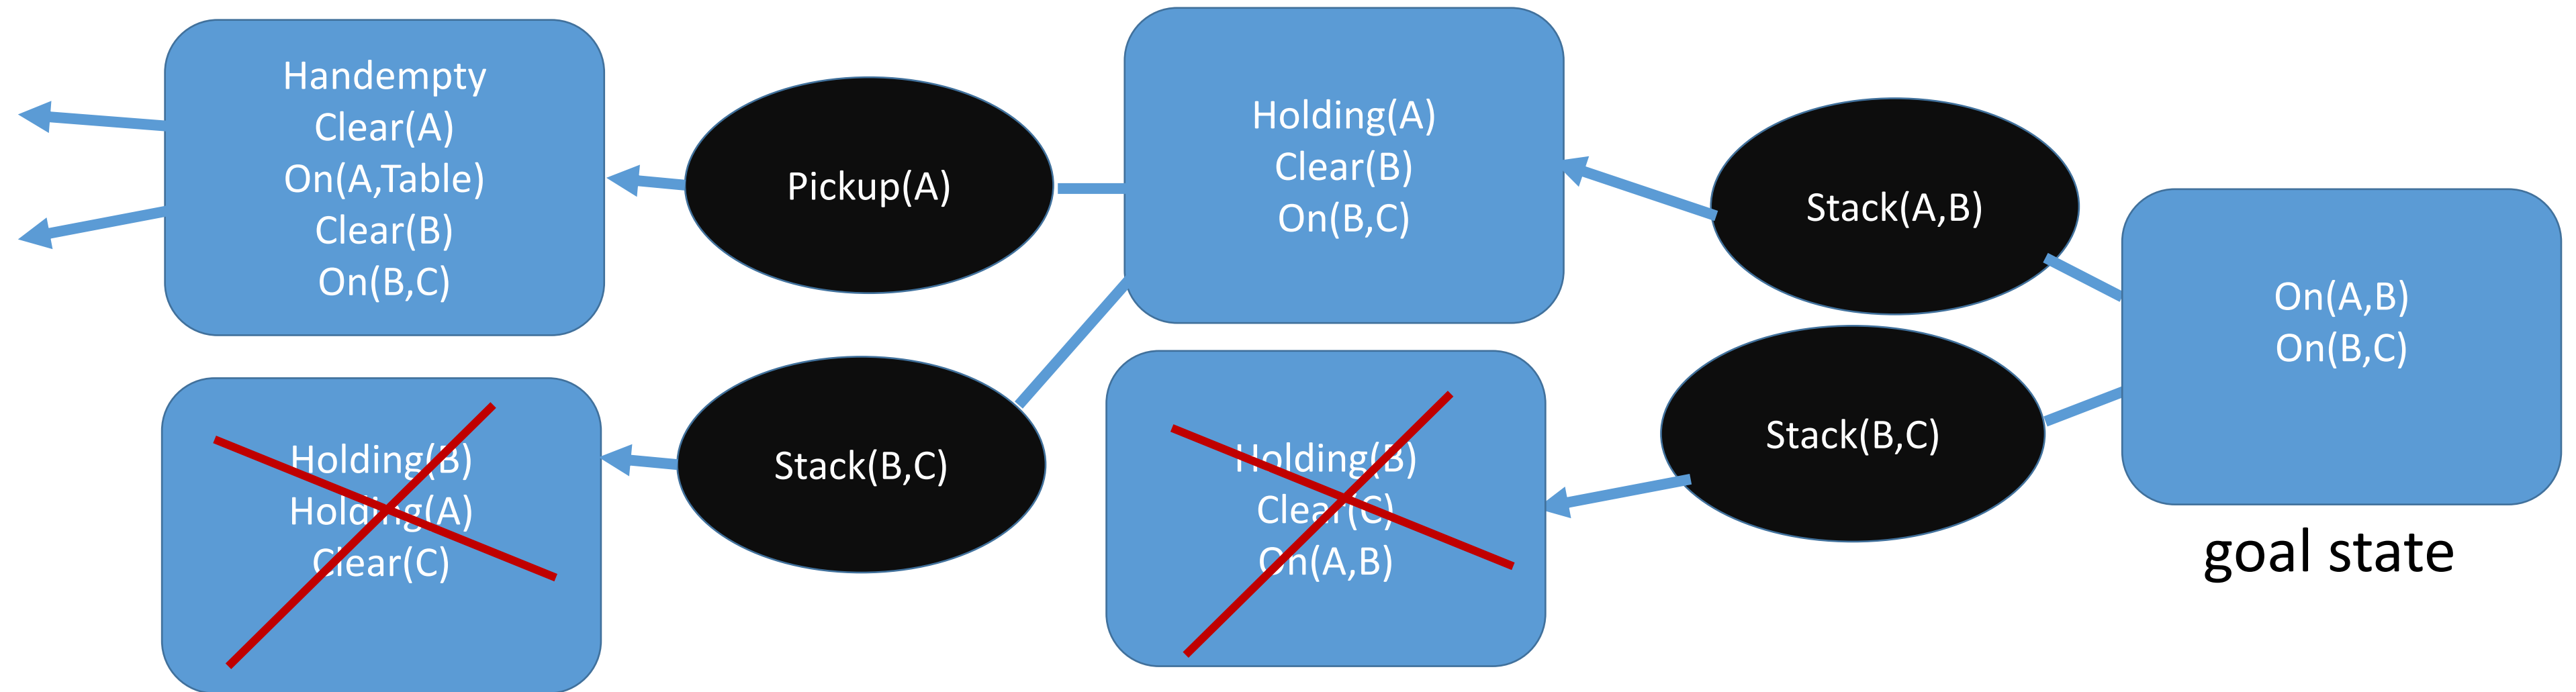 Handempty
Clear(A)
On(A,Table)
Clear(B)
On(B,C)
Pickup(A)
Holding(A)
Clear(B)
On(B,C)
Stack(A,B)
On(A,B)
On(B,C)
goal state
Holding(B)
Holding(A)
Clear(C)
Stack(B,C)
Holding(B)
Clear(C)
On(A,B)
Stack(B,C)